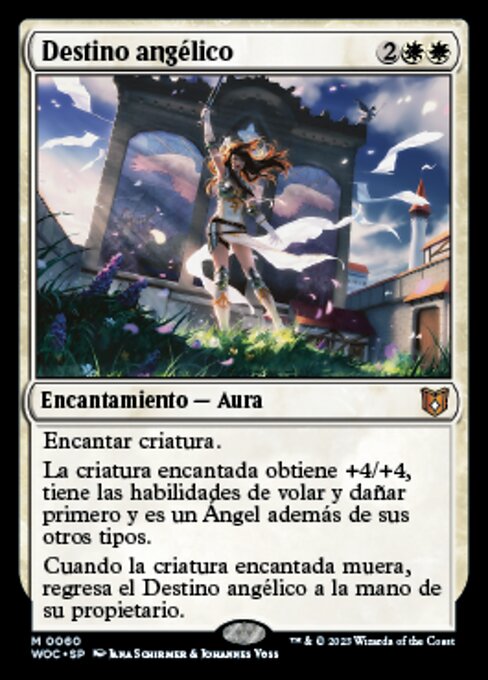 Destino angélico
2
Encantamiento — Aura
Encantar criatura.
La criatura encantada obtiene +4/+4,
tiene las habilidades de volar y dañar
primero y es un Ángel además de sus
otros tipos.
Cuando la criatura encantada muera,
regresa el Destino angélico a la mano de
su propietario.
M 0060
WOC • SP Ilna Schirmer & Johannes Voss
™ & © 2023 Wizards of the Coast